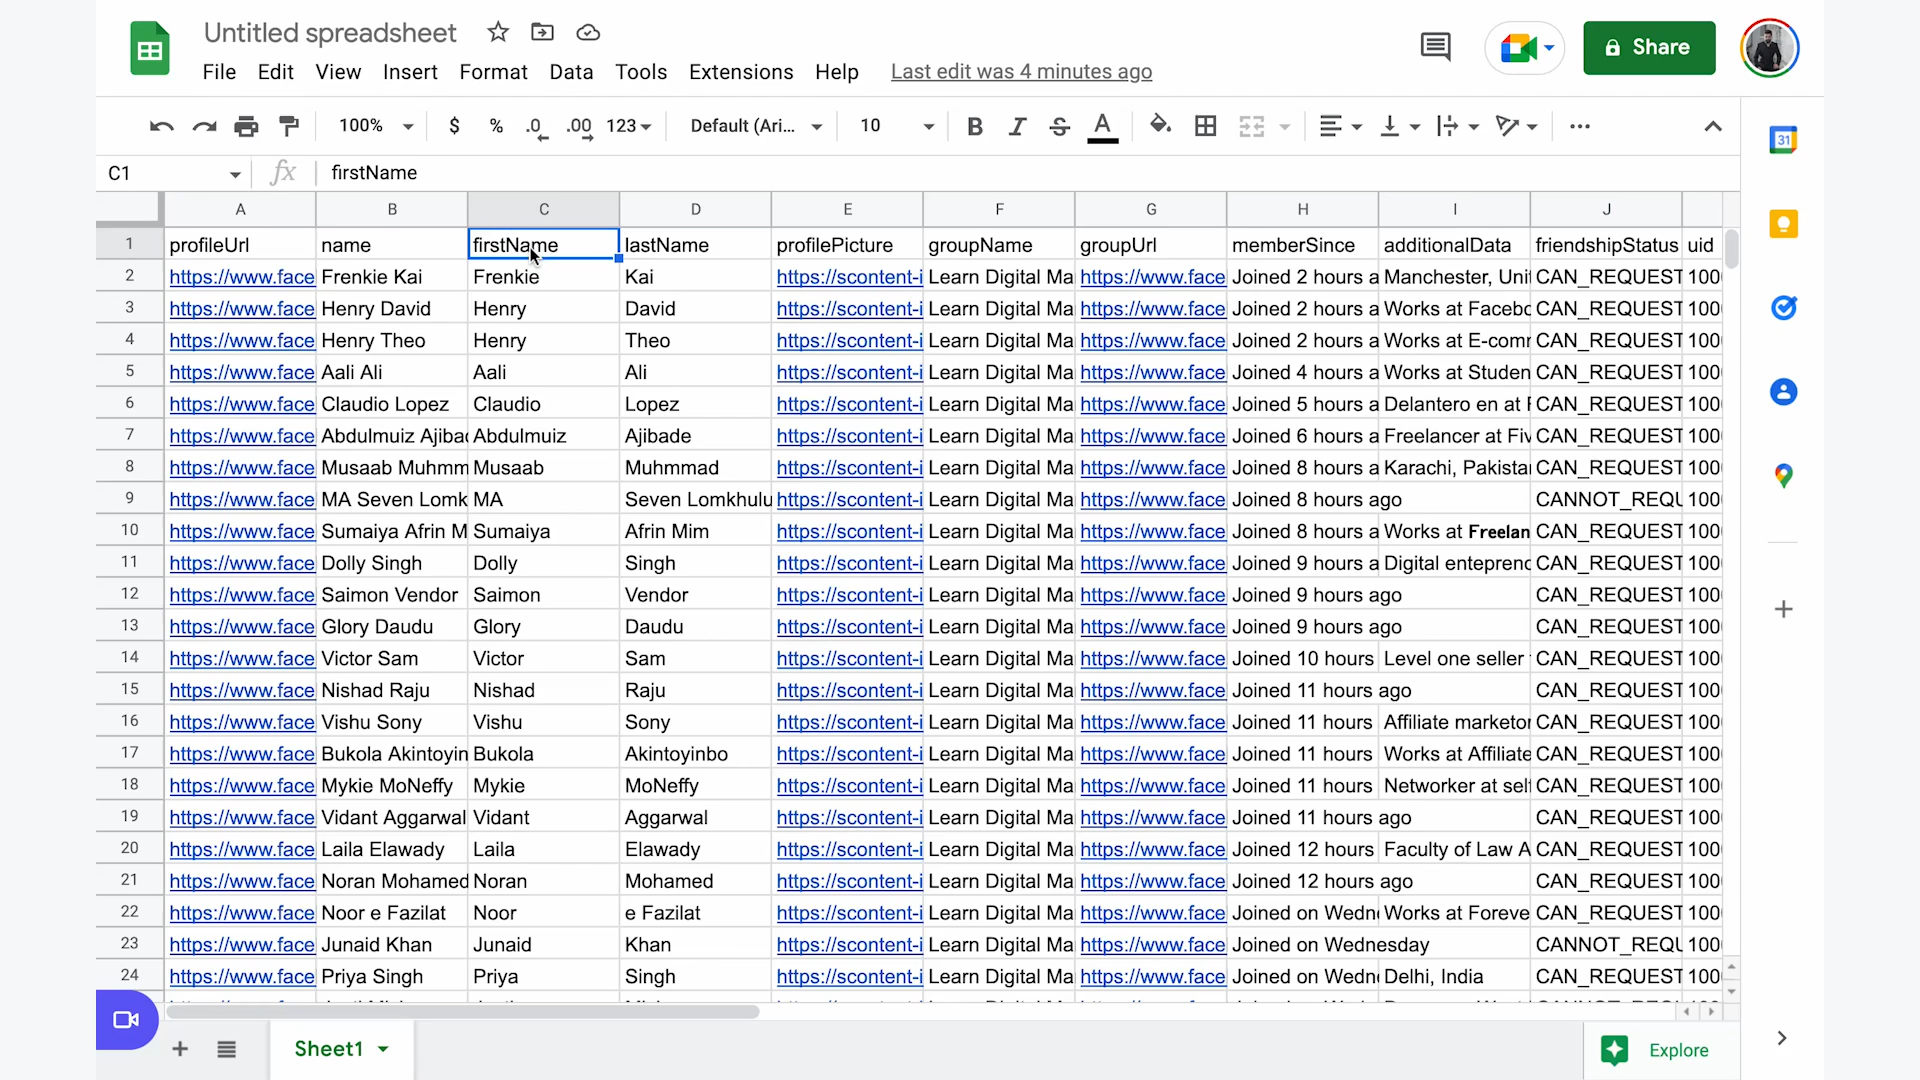 Untitled spreadsheet
File Edit View Insert Format Data Tools Extensions Help Last edit was 4 minutes ago
Share
100% $ % .0 .00 123 Default (Ari... 10 B I S A
C1 fx firstName
A B C D E F G H I J
1 profileUrl name firstName lastName profilePicture groupName groupUrl memberSince additionalData friendshipStatus uid
2 https://www.face Frenkie Kai Frenkie Kai https://scontent-i Learn Digital Ma https://www.face Joined 2 hours a Manchester, Uni CAN_REQUEST 100
3 https://www.face Henry David Henry David https://scontent-i Learn Digital Ma https://www.face Joined 2 hours a Works at Facebo CAN_REQUEST 100
4 https://www.face Henry Theo Henry Theo https://scontent-i Learn Digital Ma https://www.face Joined 2 hours a Works at E-com CAN_REQUEST 100
5 https://www.face Aali Ali Aali Ali https://scontent-i Learn Digital Ma https://www.face Joined 4 hours a Works at Studen CAN_REQUEST 100
6 https://www.face Claudio Lopez Claudio Lopez https://scontent-i Learn Digital Ma https://www.face Joined 5 hours a Delantero en at CAN_REQUEST 100
7 https://www.face Abdulmuiz Ajibad Abdulmuiz Ajibade https://scontent-i Learn Digital Ma https://www.face Joined 6 hours a Freelancer at Fiv CAN_REQUEST 100
8 https://www.face Musaab Muhmm Musaab Muhmmad https://scontent-i Learn Digital Ma https://www.face Joined 8 hours a Karachi, Pakista CAN_REQUEST 100
9 https://www.face MA Seven Lomk MA Seven Lomkhulu https://scontent-i Learn Digital Ma https://www.face Joined 8 hours ago CANNOT_REQU 100
10 https://www.face Sumaiya Afrin M Sumaiya Afrin Mim https://scontent-i Learn Digital Ma https://www.face Joined 8 hours a Works at Freelan CAN_REQUEST 100
11 https://www.face Dolly Singh Dolly Singh https://scontent-i Learn Digital Ma https://www.face Joined 9 hours a Digital entepren CAN_REQUEST 100
12 https://www.face Saimon Vendor Saimon Vendor https://scontent-i Learn Digital Ma https://www.face Joined 9 hours ago CAN_REQUEST 100
13 https://www.face Glory Daudu Glory Daudu https://scontent-i Learn Digital Ma https://www.face Joined 9 hours ago CAN_REQUEST 100
14 https://www.face Victor Sam Victor Sam https://scontent-i Learn Digital Ma https://www.face Joined 10 hours Level one seller CAN_REQUEST 100
15 https://www.face Nishad Raju Nishad Raju https://scontent-i Learn Digital Ma https://www.face Joined 11 hours ago CAN_REQUEST 100
16 https://www.face Vishu Sony Vishu Sony https://scontent-i Learn Digital Ma https://www.face Joined 11 hours Affiliate marketo CAN_REQUEST 100
17 https://www.face Bukola Akintoyin Bukola Akintoyinbo https://scontent-i Learn Digital Ma https://www.face Joined 11 hours Works at Affiliate CAN_REQUEST 100
18 https://www.face Mykie MoNeffy Mykie MoNeffy https://scontent-i Learn Digital Ma https://www.face Joined 11 hours Networker at self CAN_REQUEST 100
19 https://www.face Vidant Aggarwal Vidant Aggarwal https://scontent-i Learn Digital Ma https://www.face Joined 11 hours ago CAN_REQUEST 100
20 https://www.face Laila Elawady Laila Elawady https://scontent-i Learn Digital Ma https://www.face Joined 12 hours Faculty of Law A CAN_REQUEST 100
21 https://www.face Noran Mohamed Noran Mohamed https://scontent-i Learn Digital Ma https://www.face Joined 12 hours ago CAN_REQUEST 100
22 https://www.face Noor e Fazilat Noor e Fazilat https://scontent-i Learn Digital Ma https://www.face Joined on Wedn Works at Foreve CAN_REQUEST 100
23 https://www.face Junaid Khan Junaid Khan https://scontent-i Learn Digital Ma https://www.face Joined on Wednesday CANNOT_REQU 100
24 https://www.face Priya Singh Priya Singh https://scontent-i Learn Digital Ma https://www.face Joined on Wedn Delhi, India CAN_REQUEST 100
Sheet1 Explore